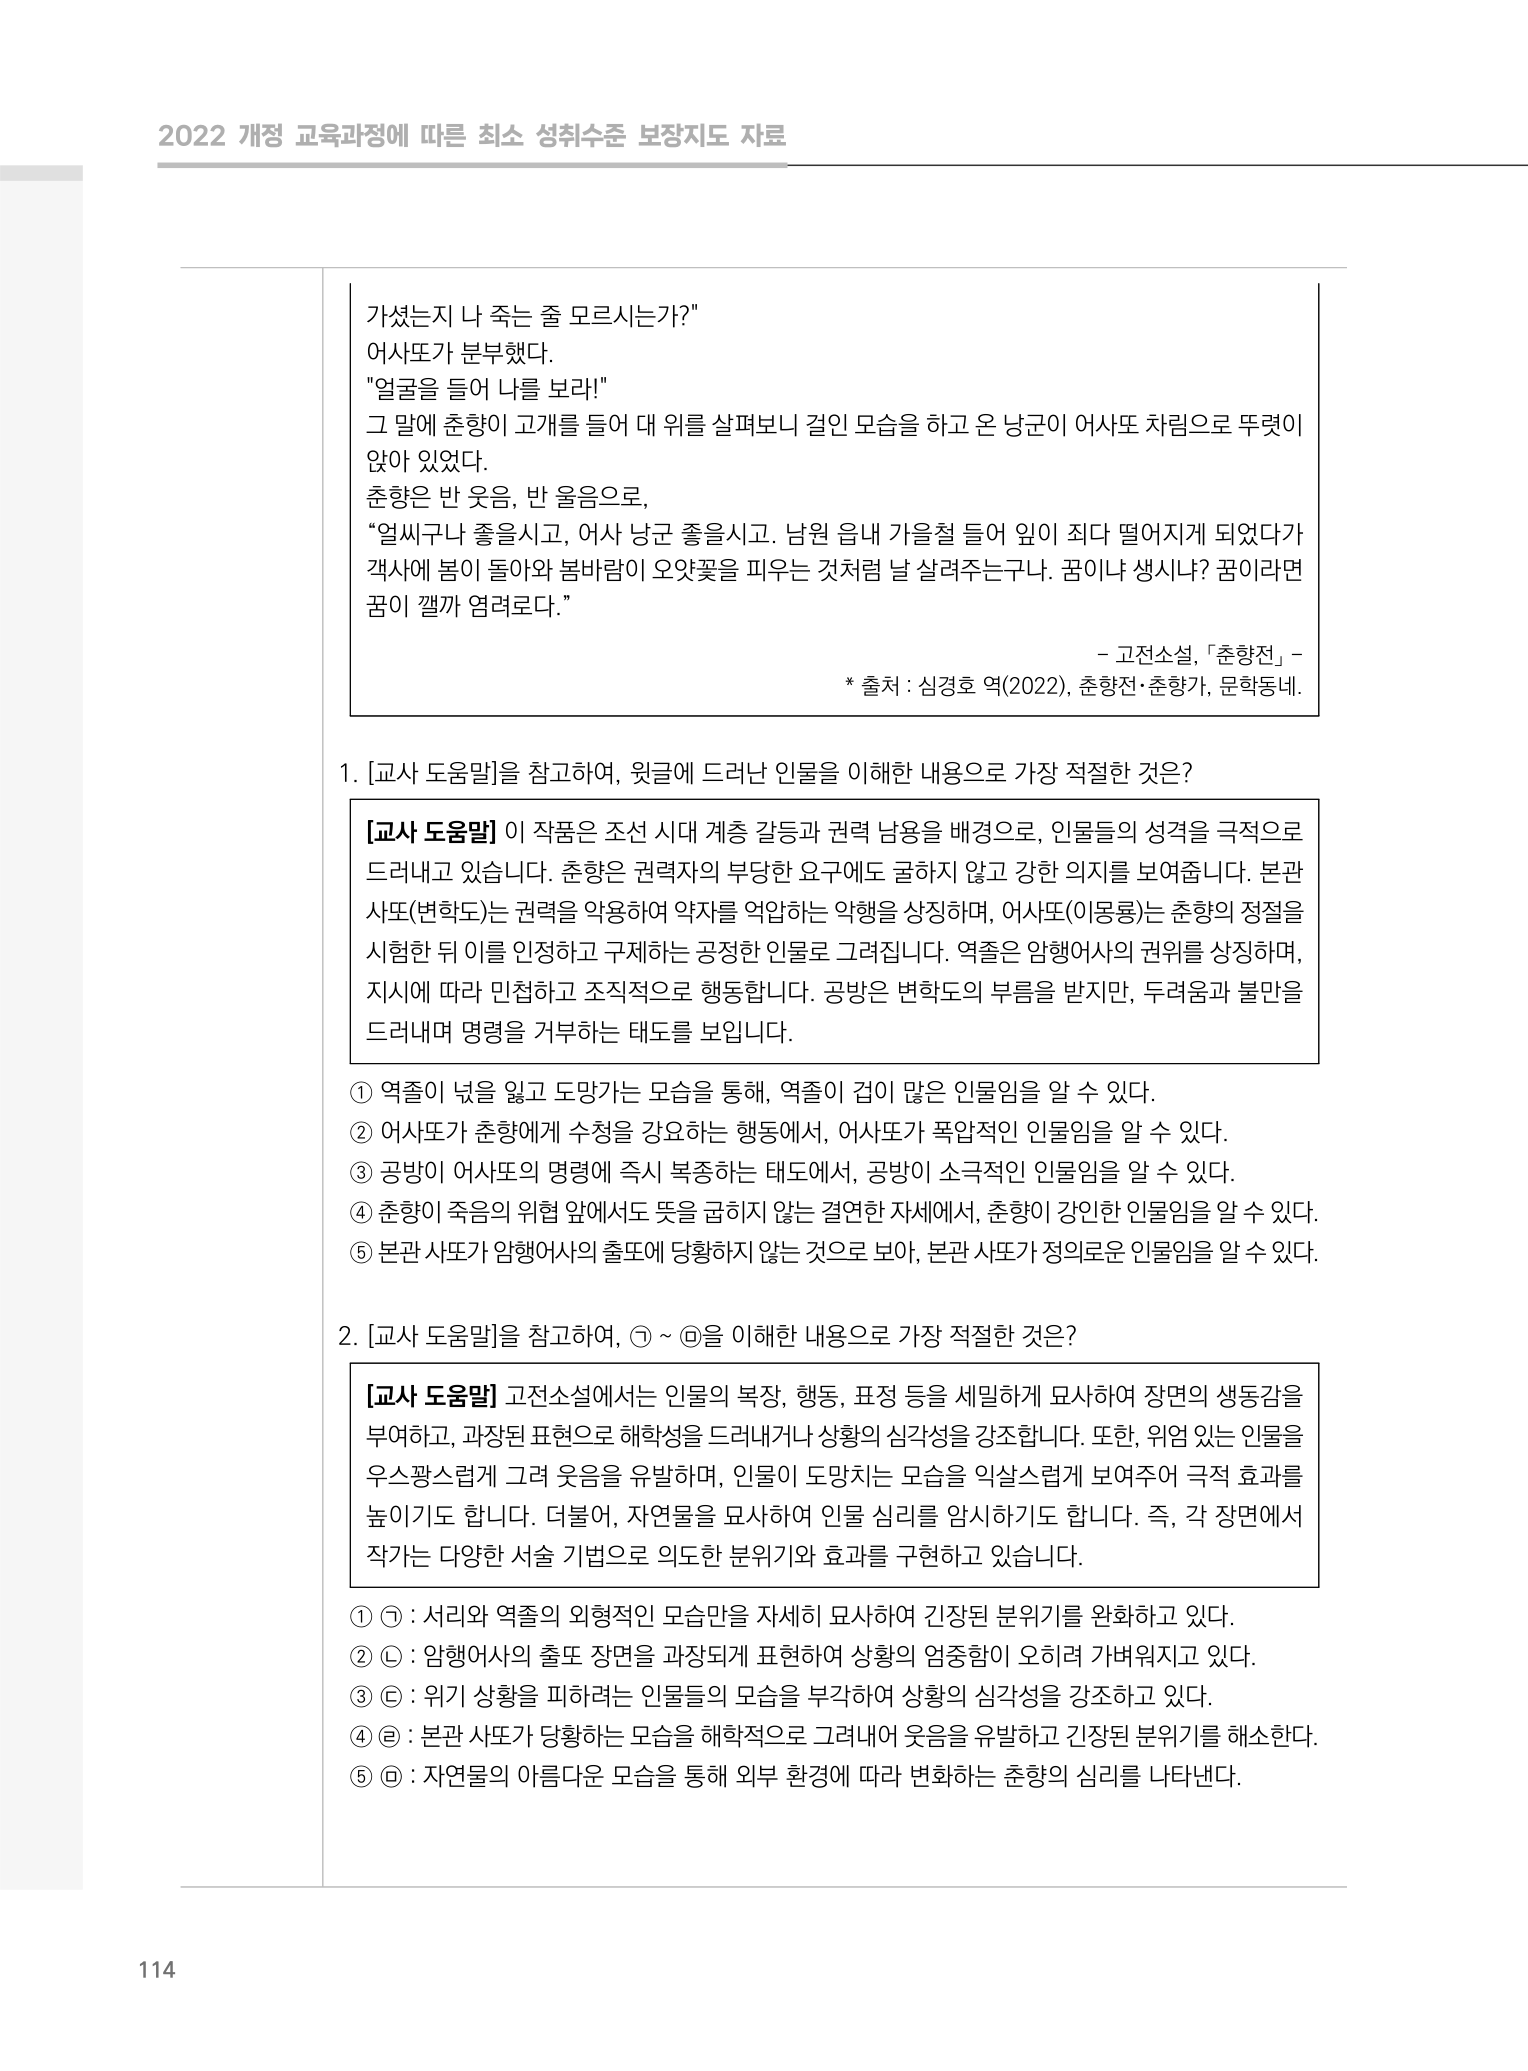 2022 개정 교육과정에 따른 최소 성취수준 보장지도 자료
가셨는지 나 죽는 줄 모르시는가?"
어사또가 분부했다.
"얼굴을 들어 나를 보라!"
그 말에 춘향이 고개를 들어 대 위를 살펴보니 걸인 모습을 하고 온 낭군이 어사또 차림으로 뚜렷이
앉아 있었다.
춘향은 반 웃음, 반 울음으로,
“얼씨구나 좋을시고, 어사 낭군 좋을시고. 남원 읍내 가을철 들어 잎이 죄다 떨어지게 되었다가
객사에 봄이 돌아와 봄바람이 오얏꽃을 피우는 것처럼 날 살려주는구나. 꿈이냐 생시냐? 꿈이라면
꿈이 깰까 염려로다.”
– 고전소설, 「춘향전」 –
* 출처 : 심경호 역(2022), 춘향전·춘향가, 문학동네.
1. [교사 도움말]을 참고하여, 윗글에 드러난 인물을 이해한 내용으로 가장 적절한 것은?
[교사 도움말] 이 작품은 조선 시대 계층 갈등과 권력 남용을 배경으로, 인물들의 성격을 극적으로
드러내고 있습니다. 춘향은 권력자의 부당한 요구에도 굴하지 않고 강한 의지를 보여줍니다. 본관
사또(변학도)는 권력을 악용하여 약자를 억압하는 악행을 상징하며, 어사또(이몽룡)는 춘향의 정절을
시험한 뒤 이를 인정하고 구제하는 공정한 인물로 그려집니다. 역졸은 암행어사의 권위를 상징하며,
지시에 따라 민첩하고 조직적으로 행동합니다. 공방은 변학도의 부름을 받지만, 두려움과 불만을
드러내며 명령을 거부하는 태도를 보입니다.
① 역졸이 넋을 잃고 도망가는 모습을 통해, 역졸이 겁이 많은 인물임을 알 수 있다.
② 어사또가 춘향에게 수청을 강요하는 행동에서, 어사또가 폭압적인 인물임을 알 수 있다.
③ 공방이 어사또의 명령에 즉시 복종하는 태도에서, 공방이 소극적인 인물임을 알 수 있다.
④ 춘향이 죽음의 위협 앞에서도 뜻을 굽히지 않는 결연한 자세에서, 춘향이 강인한 인물임을 알 수 있다.
⑤ 본관 사또가 암행어사의 출또에 당황하지 않는 것으로 보아, 본관 사또가 정의로운 인물임을 알 수 있다.
2. [교사 도움말]을 참고하여, ㉠ ~ ㉤을 이해한 내용으로 가장 적절한 것은?
[교사 도움말] 고전소설에서는 인물의 복장, 행동, 표정 등을 세밀하게 묘사하여 장면의 생동감을
부여하고, 과장된 표현으로 해학성을 드러내거나 상황의 심각성을 강조합니다. 또한, 위엄 있는 인물을
우스꽝스럽게 그려 웃음을 유발하며, 인물이 도망치는 모습을 익살스럽게 보여주어 극적 효과를
높이기도 합니다. 더불어, 자연물을 묘사하여 인물 심리를 암시하기도 합니다. 즉, 각 장면에서
작가는 다양한 서술 기법으로 의도한 분위기와 효과를 구현하고 있습니다.
① ㉠ : 서리와 역졸의 외형적인 모습만을 자세히 묘사하여 긴장된 분위기를 완화하고 있다.
② ㉡ : 암행어사의 출또 장면을 과장되게 표현하여 상황의 엄중함이 오히려 가벼워지고 있다.
③ ㉢ : 위기 상황을 피하려는 인물들의 모습을 부각하여 상황의 심각성을 강조하고 있다.
④ ㉣ : 본관 사또가 당황하는 모습을 해학적으로 그려내어 웃음을 유발하고 긴장된 분위기를 해소한다.
⑤ ㉤ : 자연물의 아름다운 모습을 통해 외부 환경에 따라 변화하는 춘향의 심리를 나타낸다.
114